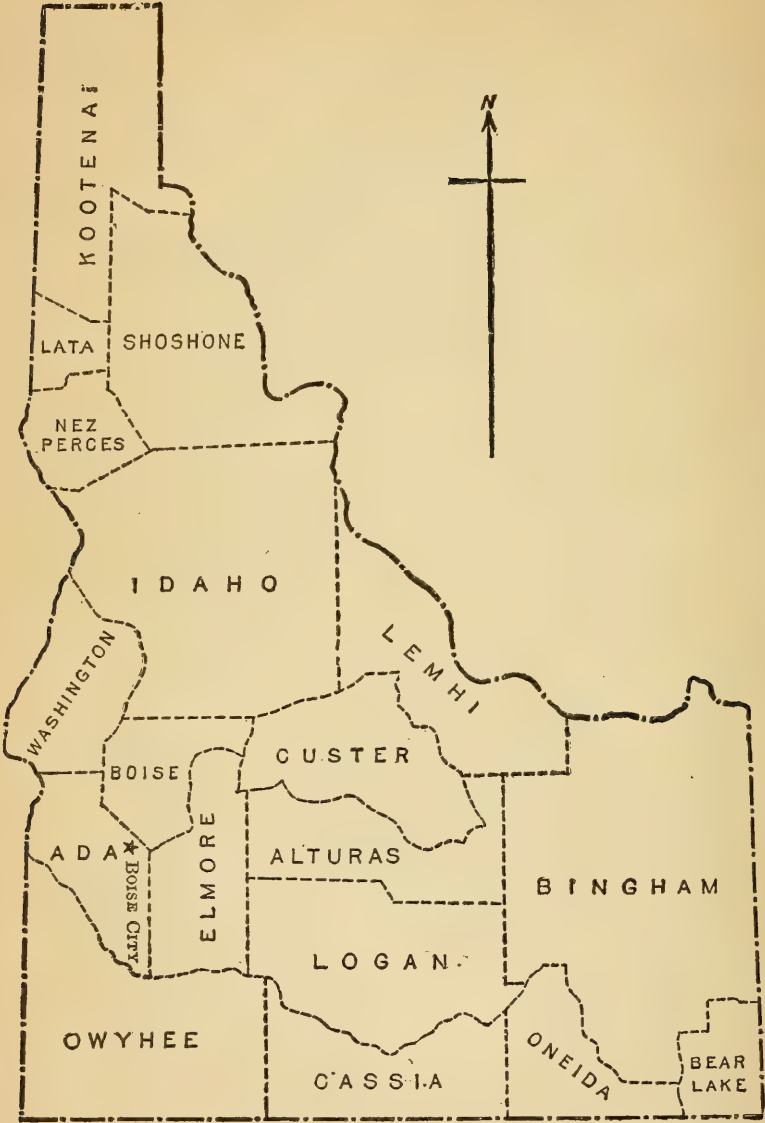 N
KOOTENAI
LATA
SHOSHONE
NEZ
PERCES
IDAHO
LEMHI
WASHINGTON
CUSTER
BOISE
ADA
BOISE CITY
ELMORE
ALTURAS
BINGHAM
LOGAN
OWYHEE
CASSIA
ONEIDA
BEAR
LAKE